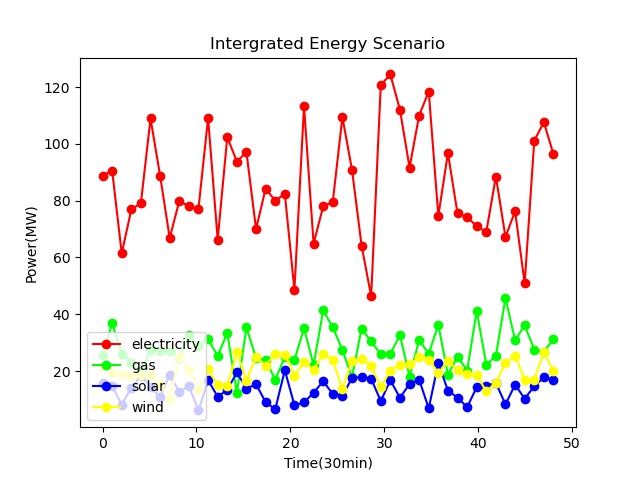 Intergrated Energy Scenario
Power(MW)
120
100
80
60
40
20
electricity
gas
solar
wind
0
10
20
30
40
50
Time(30min)